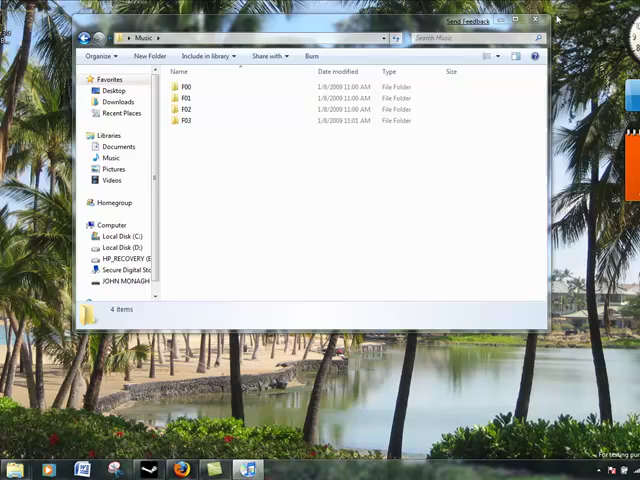 Send Feedback
Music
Search Music
Organize
New Folder
Include in library
Share with
Burn
Name
Date modified
Type
Size
Favorites
Desktop
Downloads
Recent Places
Libraries
Documents
Music
Pictures
Videos
Homegroup
Computer
Local Disk (C:)
Local Disk (D:)
HP_RECOVERY (E
Secure Digital Sto
JOHN MONAGH
F00 1/8/2009 11:00 AM File Folder
F01 1/8/2009 11:00 AM File Folder
F02 1/8/2009 11:00 AM File Folder
F03 1/8/2009 11:01 AM File Folder
4 items
For testing pur